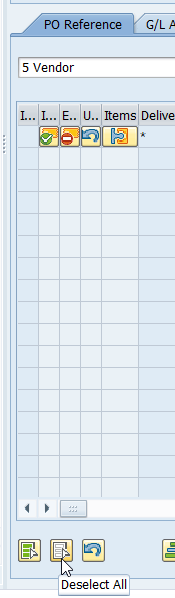 PO Reference G/L A
5 Vendor
I... I... E... U... Items Delive
*
Deselect All